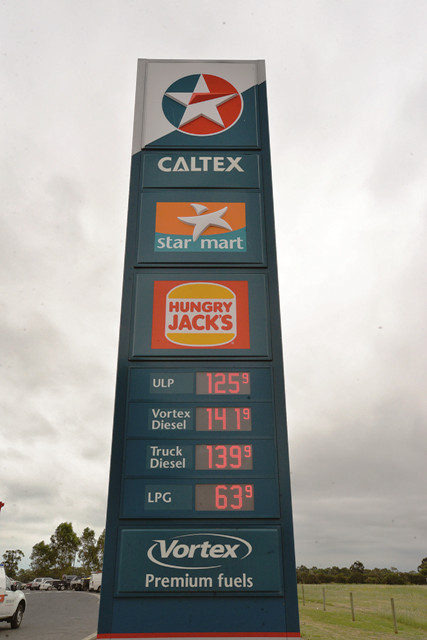 CALTEX
star mart
HUNGRY
JACK'S
ULP 125⁹
Vortex
Diesel 141⁹
Truck
Diesel 139⁹
LPG 63⁹
Vortex
Premium fuels